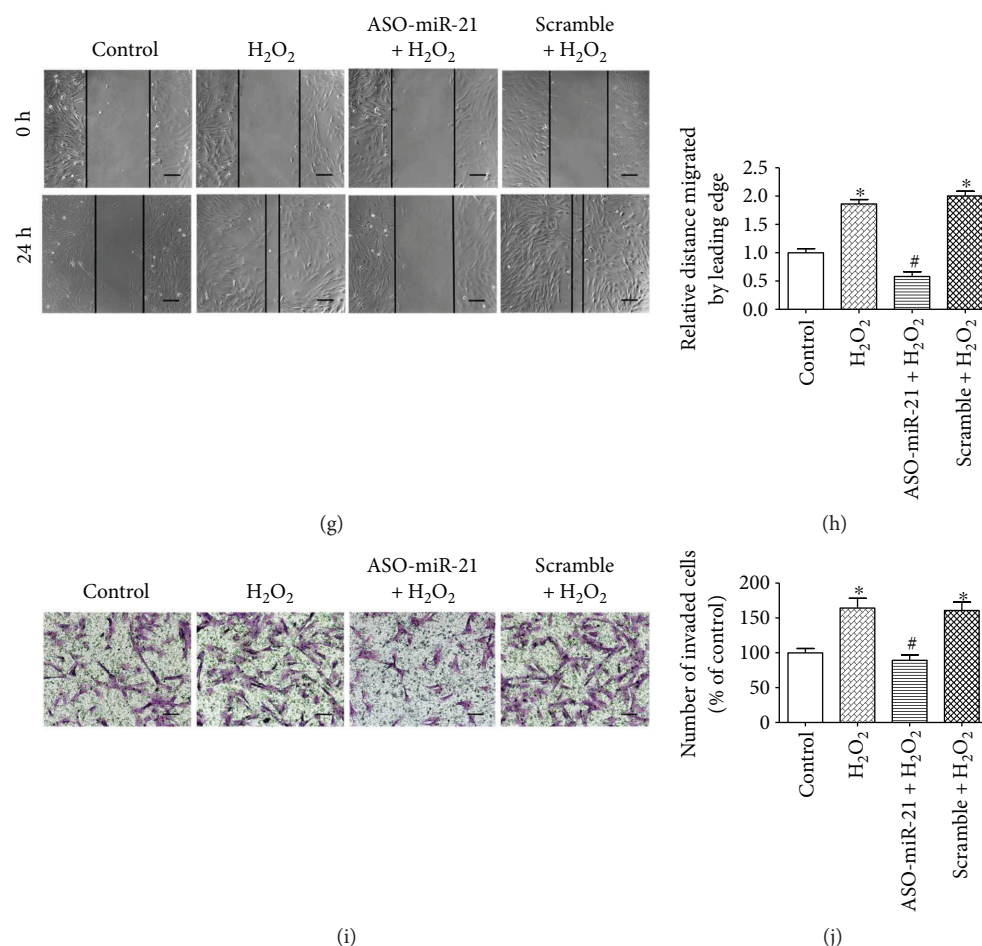 Control
H₂O₂
ASO-miR-21
+ H₂O₂
Scramble
+ H₂O₂
0 h
24 h
(g)
Relative distance migrated
by leading edge
2.5
2.0
1.5
1.0
0.5
0.0
*
#
*
Control
H₂O₂
ASO-miR-21 + H₂O₂
Scramble + H₂O₂
(h)
Control
H₂O₂
ASO-miR-21
+ H₂O₂
Scramble
+ H₂O₂
(i)
Number of invaded cells
(% of control)
200
150
100
50
0
*
#
*
Control
H₂O₂
ASO-miR-21 + H₂O₂
Scramble + H₂O₂
(j)